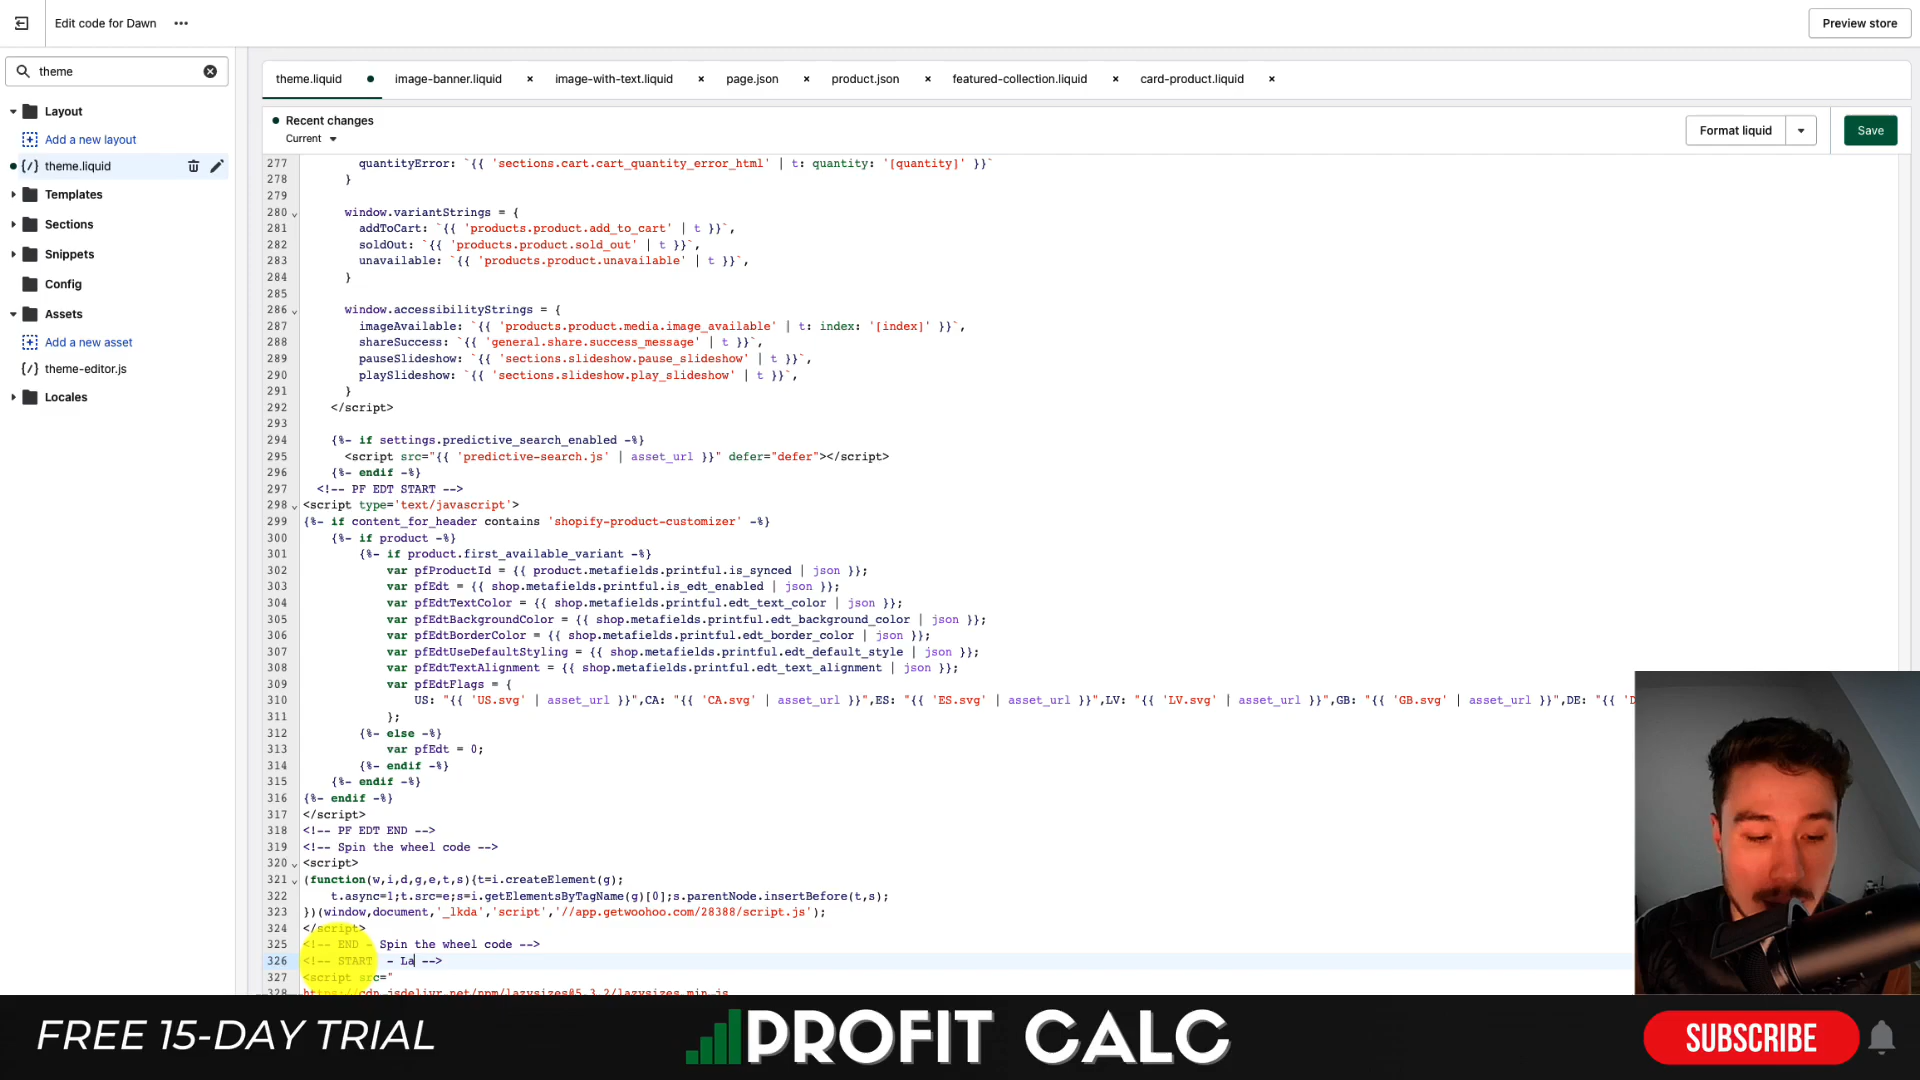 Edit code for Dawn
Preview store
theme
Layout
Add a new layout
theme.liquid
Templates
Sections
Snippets
Config
Assets
Add a new asset
theme-editor.js
Locales
theme.liquid image-banner.liquid image-with-text.liquid page.json product.json featured-collection.liquid card-product.liquid
Recent changes
Current
Format liquid
Save
277 quantityError: `{{ 'sections.cart.cart_quantity_error_html' | t: quantity: '[quantity]' }}`
278 }
279
280 window.variantStrings = {
281 addToCart: `{{ 'products.product.add_to_cart' | t }}`,
282 soldOut: `{{ 'products.product.sold_out' | t }}`,
283 unavailable: `{{ 'products.product.unavailable' | t }}`,
284 }
285
286 window.accessibilityStrings = {
287 imageAvailable: `{{ 'products.product.media.image_available' | t: index: '[index]' }}`,
288 shareSuccess: `{{ 'general.share.success_message' | t }}`,
289 pauseSlideshow: `{{ 'sections.slideshow.pause_slideshow' | t }}`,
290 playSlideshow: `{{ 'sections.slideshow.play_slideshow' | t }}`,
291 }
292 </script>
293
294 {%- if settings.predictive_search_enabled -%}
295 <script src="{{ 'predictive-search.js' | asset_url }}" defer="defer"></script>
296 {%- endif -%}
297 <!-- PF EDT START -->
298 <script type='text/javascript'>
299 {%- if content_for_header contains 'shopify-product-customizer' -%}
300 {%- if product -%}
301 {%- if product.first_available_variant -%}
302 var pfProductId = {{ product.metafields.printful.is_synced | json }};
303 var pfEdt = {{ shop.metafields.printful.is_edt_enabled | json }};
304 var pfEdtTextColor = {{ shop.metafields.printful.edt_text_color | json }};
305 var pfEdtBackgroundColor = {{ shop.metafields.printful.edt_background_color | json }};
306 var pfEdtBorderColor = {{ shop.metafields.printful.edt_border_color | json }};
307 var pfEdtUseDefaultStyling = {{ shop.metafields.printful.edt_default_style | json }};
308 var pfEdtTextAlignment = {{ shop.metafields.printful.edt_text_alignment | json }};
309 var pfEdtFlags = {
310 US: "{{ 'US.svg' | asset_url }}",CA: "{{ 'CA.svg' | asset_url }}",ES: "{{ 'ES.svg' | asset_url }}",LV: "{{ 'LV.svg' | asset_url }}",GB: "{{ 'GB.svg' | asset_url }}",DE: "{{
311 };
312 {%- else -%}
313 var pfEdt = 0;
314 {%- endif -%}
315 {%- endif -%}
316 {%- endif -%}
317 </script>
318 <!-- PF EDT END -->
319 <!-- Spin the wheel code -->
320 <script>
321 (function(w,i,d,g,e,t,s){t=i.createElement(g);
322 t.async=1;t.src=e;s=i.getElementsByTagName(g)[0];s.parentNode.insertBefore(t,s);
323 })(window,document,'_lkda','script','//app.getwoohoo.com/28388/script.js');
324 </script>
325 <!-- END - Spin the wheel code -->
326 <!-- START - La -->
327 <script src="
328 https://cdn.jsdelivr.net/npm/lazysizes@5.3.2/lazysizes.min.js
FREE 15-DAY TRIAL
PROFIT CALC
SUBSCRIBE